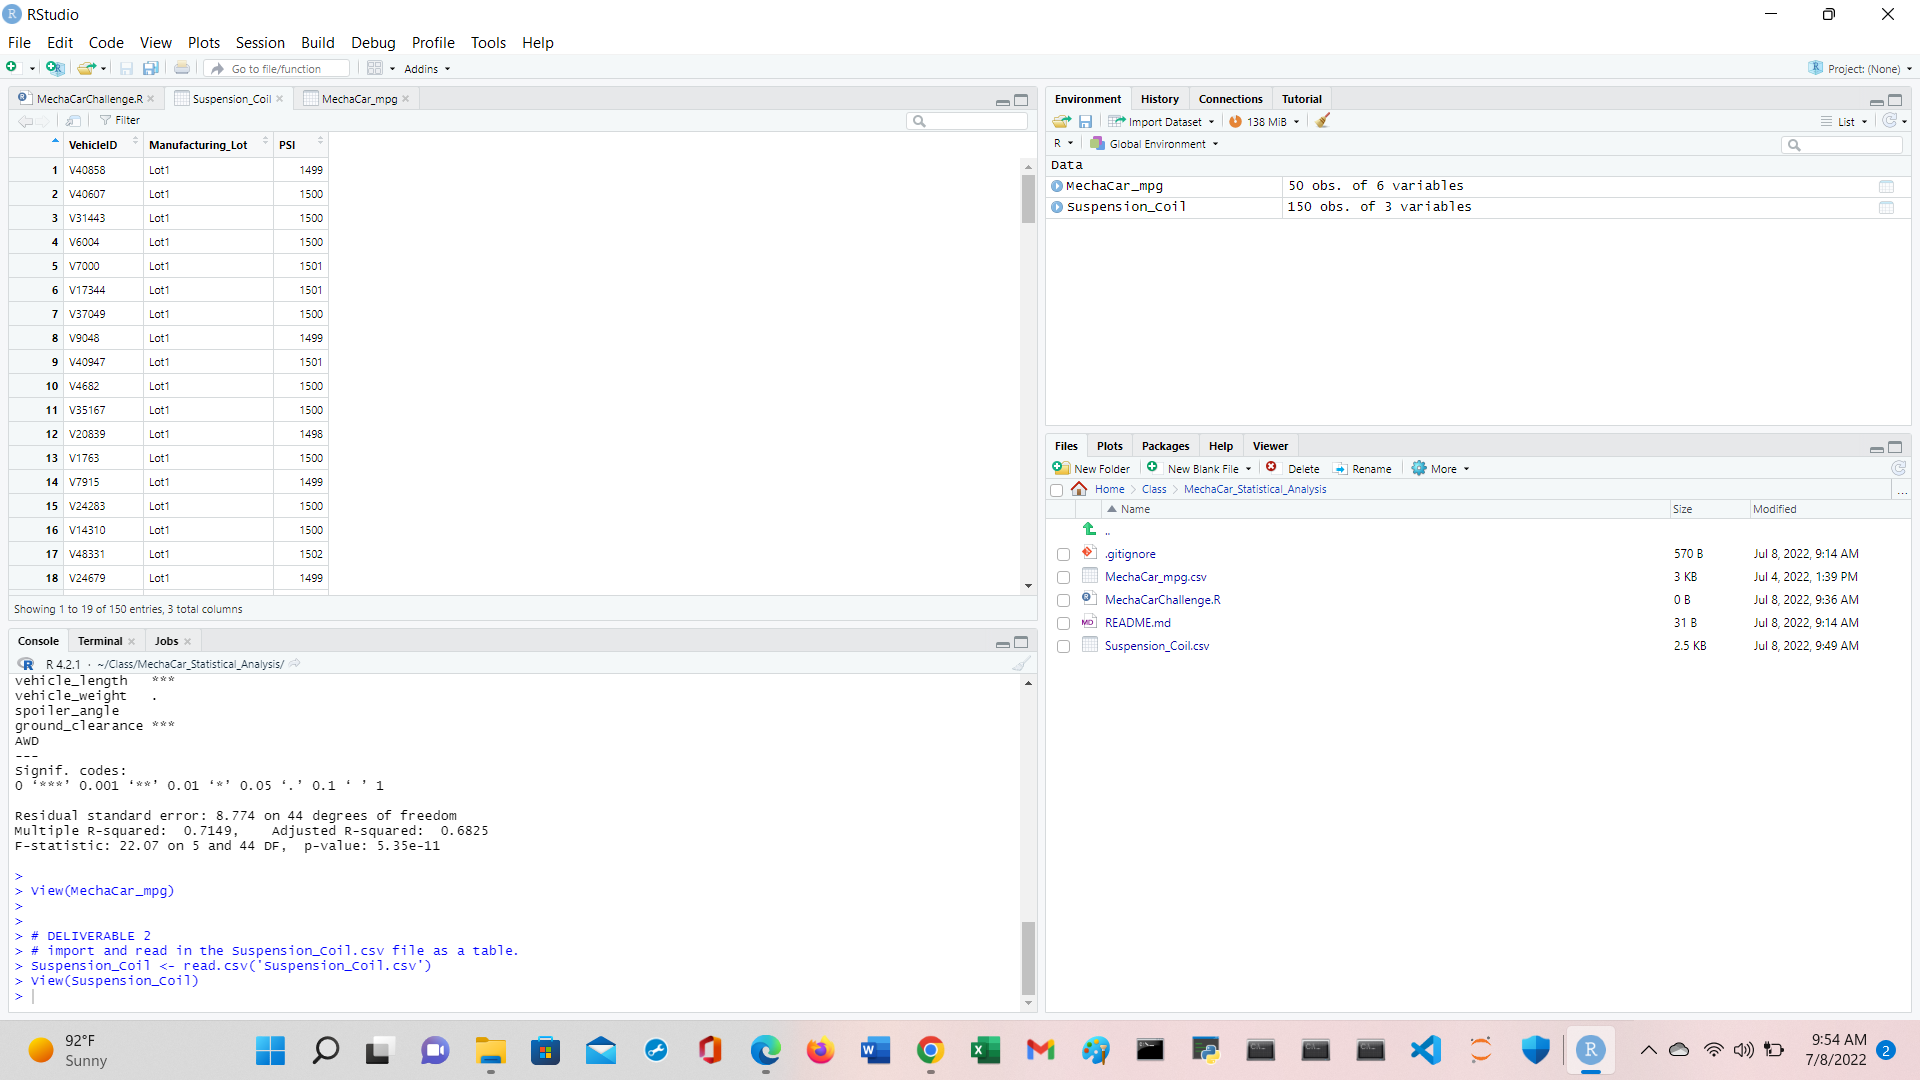 RStudio
File Edit Code View Plots Session Build Debug Profile Tools Help
Go to file/function Addins Project: (None)
MechaCarChallenge.R Suspension_Coil MechaCar_mpg
Filter
VehicleID Manufacturing_Lot PSI
1 V40858 Lot1 1499
2 V40607 Lot1 1500
3 V31443 Lot1 1500
4 V6004 Lot1 1500
5 V7000 Lot1 1501
6 V17344 Lot1 1501
7 V37049 Lot1 1500
8 V9048 Lot1 1499
9 V40947 Lot1 1501
10 V4682 Lot1 1500
11 V35167 Lot1 1500
12 V20839 Lot1 1498
13 V1763 Lot1 1500
14 V7915 Lot1 1499
15 V24283 Lot1 1500
16 V14310 Lot1 1500
17 V48331 Lot1 1502
18 V24679 Lot1 1499
Showing 1 to 19 of 150 entries, 3 total columns
Console Terminal Jobs
R 4.2.1 · ~/Class/MechaCar_Statistical_Analysis/
vehicle_length ***
vehicle_weight .
spoiler_angle
ground_clearance ***
AWD
---
Signif. codes:
0 ‘***’ 0.001 ‘**’ 0.01 ‘*’ 0.05 ‘.’ 0.1 ‘ ’ 1
Residual standard error: 8.774 on 44 degrees of freedom
Multiple R-squared:  0.7149,    Adjusted R-squared:  0.6825
F-statistic: 22.07 on 5 and 44 DF,  p-value: 5.35e-11
>
> View(MechaCar_mpg)
>
>
> # DELIVERABLE 2
> # import and read in the Suspension_Coil.csv file as a table.
> Suspension_Coil <- read.csv('Suspension_Coil.csv')
> View(Suspension_Coil)
>
Environment History Connections Tutorial
Import Dataset 138 MiB List
R Global Environment
Data
MechaCar_mpg 50 obs. of 6 variables
Suspension_Coil 150 obs. of 3 variables
Files Plots Packages Help Viewer
New Folder New Blank File Delete Rename More
Home Class MechaCar_Statistical_Analysis ...
Name Size Modified
..
.gitignore 570 B Jul 8, 2022, 9:14 AM
MechaCar_mpg.csv 3 KB Jul 4, 2022, 1:39 PM
MechaCarChallenge.R 0 B Jul 8, 2022, 9:36 AM
README.md 31 B Jul 8, 2022, 9:14 AM
Suspension_Coil.csv 2.5 KB Jul 8, 2022, 9:49 AM
92°F
Sunny
9:54 AM
7/8/2022
2